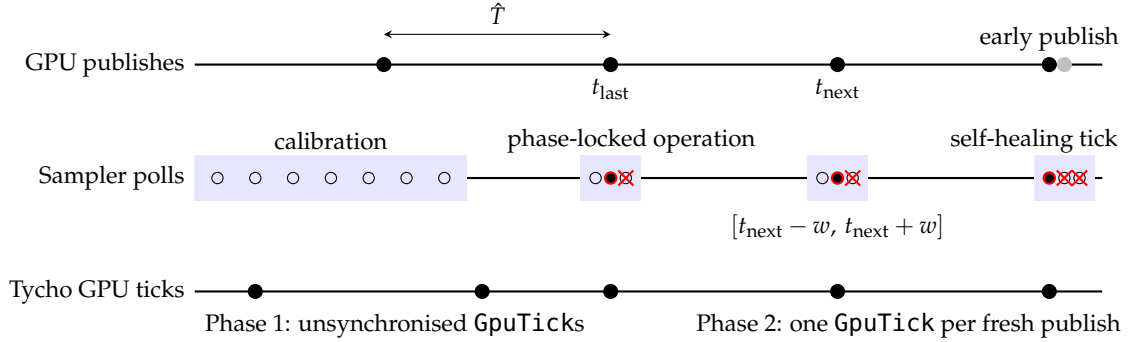 T̂
early publish
GPU publishes
t_last
t_next
calibration
phase-locked operation
self-healing tick
Sampler polls
[t_next − w, t_next + w]
Tycho GPU ticks
Phase 1: unsynchronised GpuTicks
Phase 2: one GpuTick per fresh publish